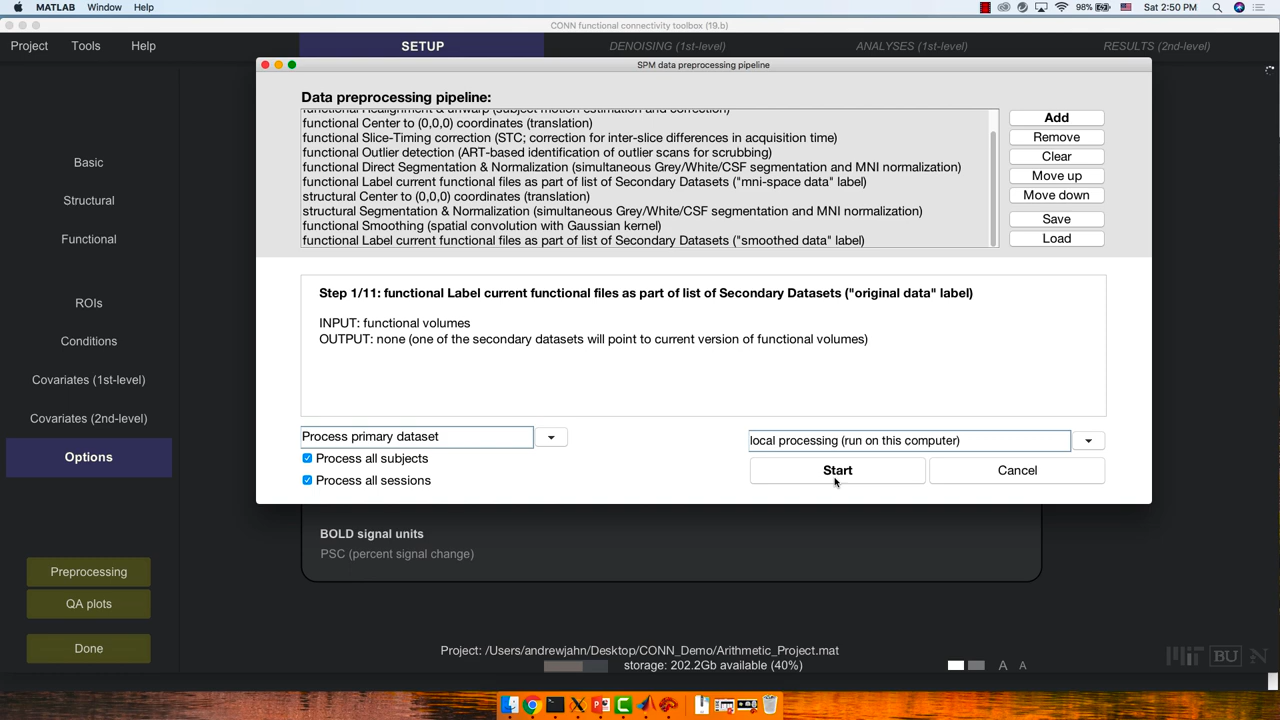 MATLAB Window Help 98% Sat 2:50 PM
CONN functional connectivity toolbox (19.b)
Project Tools Help SETUP DENOISING (1st-level) ANALYSES (1st-level) RESULTS (2nd-level)
SPM data preprocessing pipeline
Data preprocessing pipeline:
functional Realignment & unwarp (subject motion estimation and correction)
functional Center to (0,0,0) coordinates (translation)
functional Slice-Timing correction (STC; correction for inter-slice differences in acquisition time)
functional Outlier detection (ART-based identification of outlier scans for scrubbing)
functional Direct Segmentation & Normalization (simultaneous Grey/White/CSF segmentation and MNI normalization)
functional Label current functional files as part of list of Secondary Datasets ("mni-space data" label)
structural Center to (0,0,0) coordinates (translation)
structural Segmentation & Normalization (simultaneous Grey/White/CSF segmentation and MNI normalization)
functional Smoothing (spatial convolution with Gaussian kernel)
functional Label current functional files as part of list of Secondary Datasets ("smoothed data" label)
Add
Remove
Clear
Move up
Move down
Save
Load
Step 1/11: functional Label current functional files as part of list of Secondary Datasets ("original data" label)
INPUT: functional volumes
OUTPUT: none (one of the secondary datasets will point to current version of functional volumes)
Process primary dataset
Process all subjects
Process all sessions
local processing (run on this computer)
Start Cancel
Basic
Structural
Functional
ROIs
Conditions
Covariates (1st-level)
Covariates (2nd-level)
Options
Preprocessing
QA plots
Done
BOLD signal units
PSC (percent signal change)
Project: /Users/andrewjahn/Desktop/CONN_Demo/Arithmetic_Project.mat
storage: 202.2Gb available (40%)
A A
MIT BU N